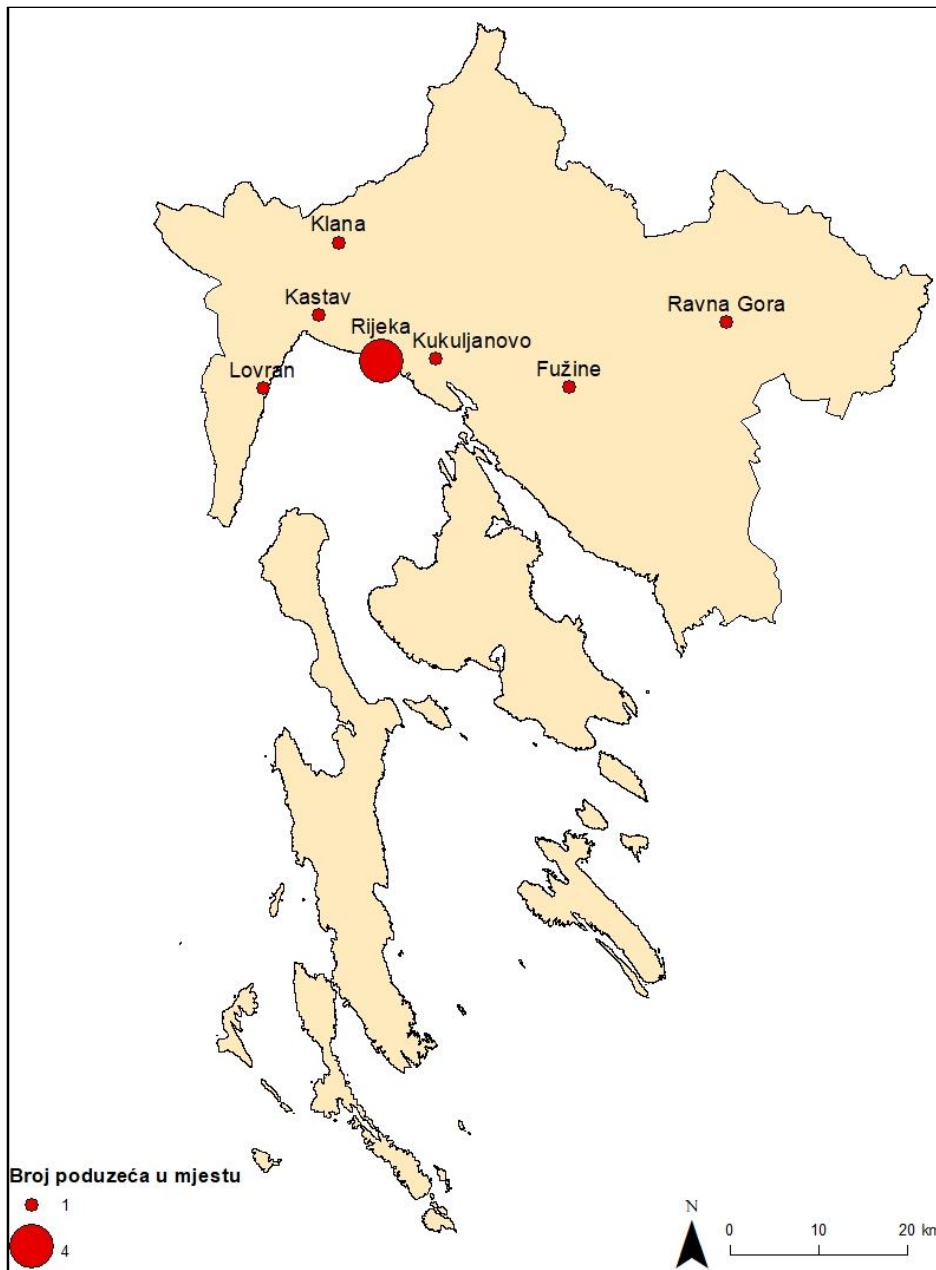 Klana
Kastav
Ravna Gora
Rijeka
Kukuljanovo
Lovran
Fužine
Broj poduzeća u mjestu
1
4
N
0 10 20 km